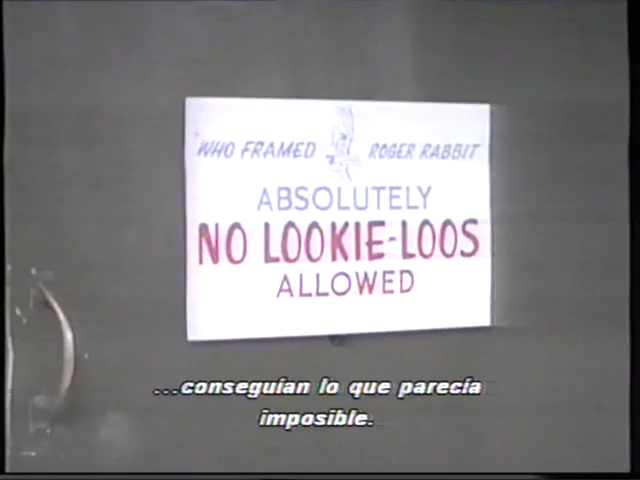 "WHO FRAMED ROGER RABBIT"
ABSOLUTELY
NO LOOKIE-LOOS
ALLOWED
...conseguían lo que parecía
imposible.